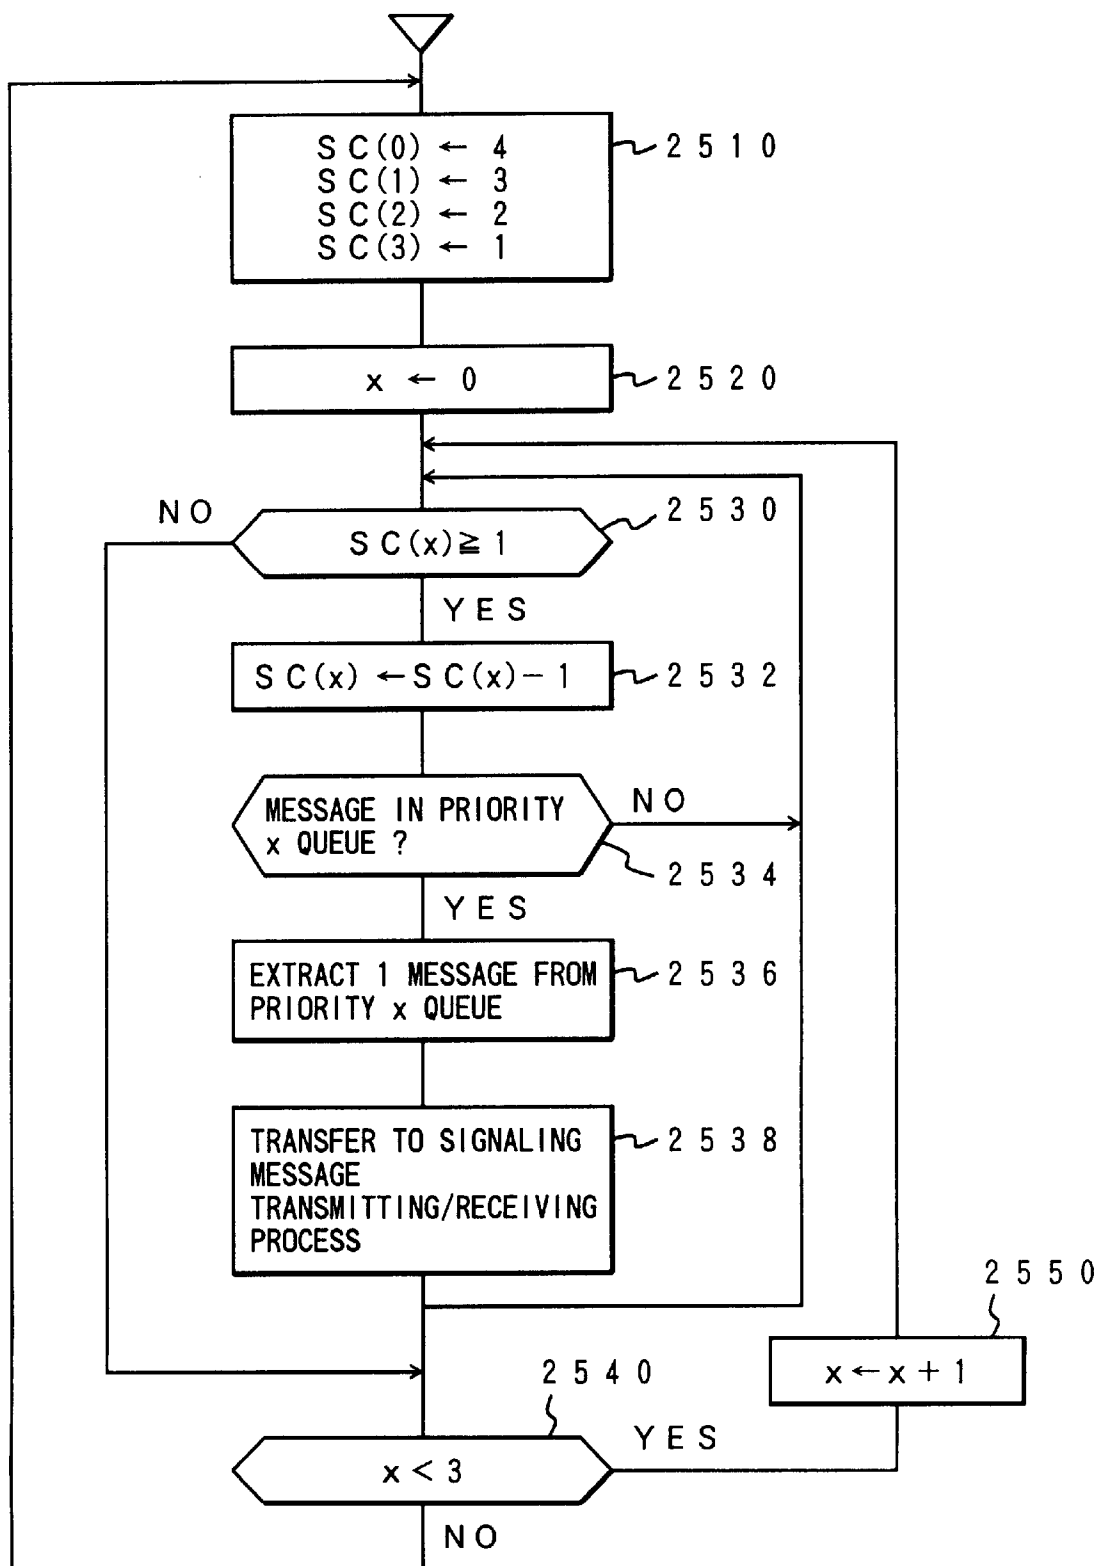 SC(0) ← 4
SC(1) ← 3
SC(2) ← 2
SC(3) ← 1
2510
x ← 0
2520
NO
SC(x) ≧ 1
2530
YES
SC(x) ← SC(x) - 1
2532
MESSAGE IN PRIORITY
x QUEUE ?
NO
2534
YES
EXTRACT 1 MESSAGE FROM
PRIORITY x QUEUE
2536
TRANSFER TO SIGNALING
MESSAGE
TRANSMITTING/RECEIVING
PROCESS
2538
2550
x ← x + 1
2540
x < 3
YES
NO